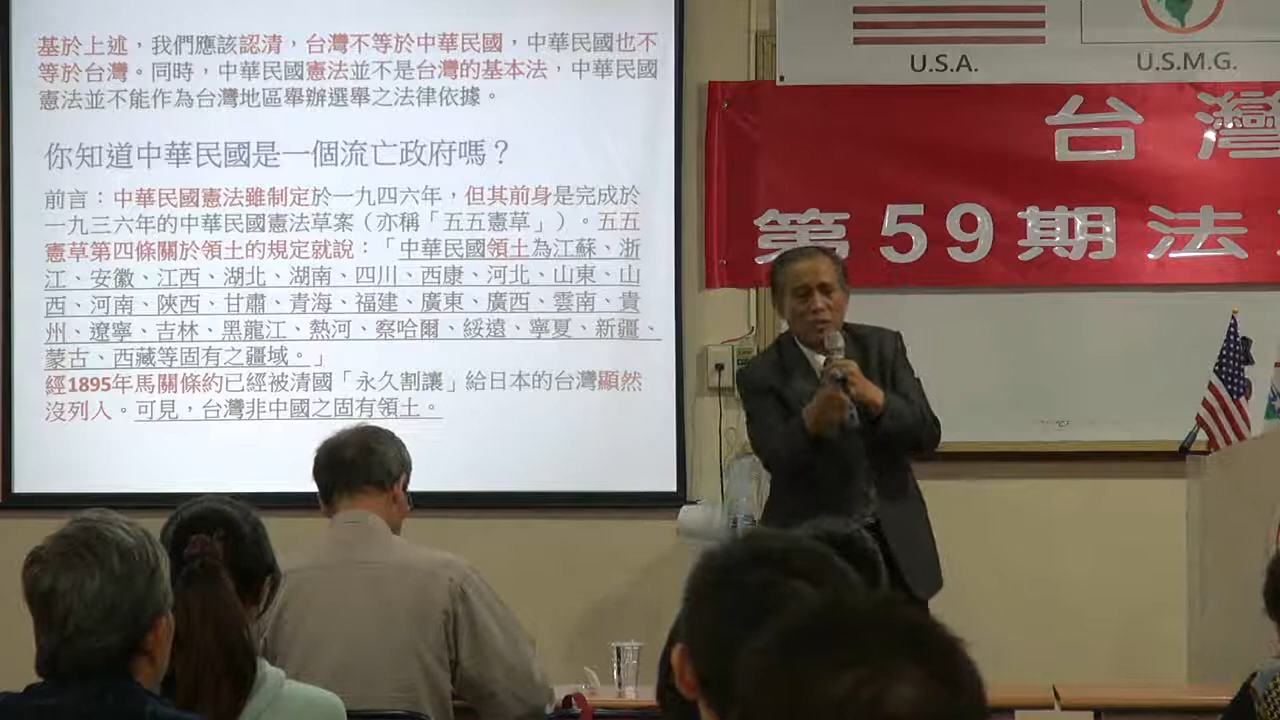 基於上述，我們應該認清，台灣不等於中華民國，中華民國也不
等於台灣。同時，中華民國憲法並不是台灣的基本法，中華民國
憲法並不能作為台灣地區舉辦選舉之法律依據。
你知道中華民國是一個流亡政府嗎？
前言：中華民國憲法雖制定於一九四六年，但其前身是完成於
一九三六年的中華民國憲法草案（亦稱「五五憲草」）。五五
憲草第四條關於領土的規定就說：「中華民國領土為江蘇、浙
江、安徽、江西、湖北、湖南、四川、西康、河北、山東、山
西、河南、陝西、甘肅、青海、福建、廣東、廣西、雲南、貴
州、遼寧、吉林、黑龍江、熱河、察哈爾、綏遠、寧夏、新疆、
蒙古、西藏等固有之疆域。」
經1895年馬關條約已經被清國「永久割讓」給日本的台灣顯然
沒列入。可見，台灣非中國之固有領土。
U.S.A.
U.S.M.G.
台灣
第59期法